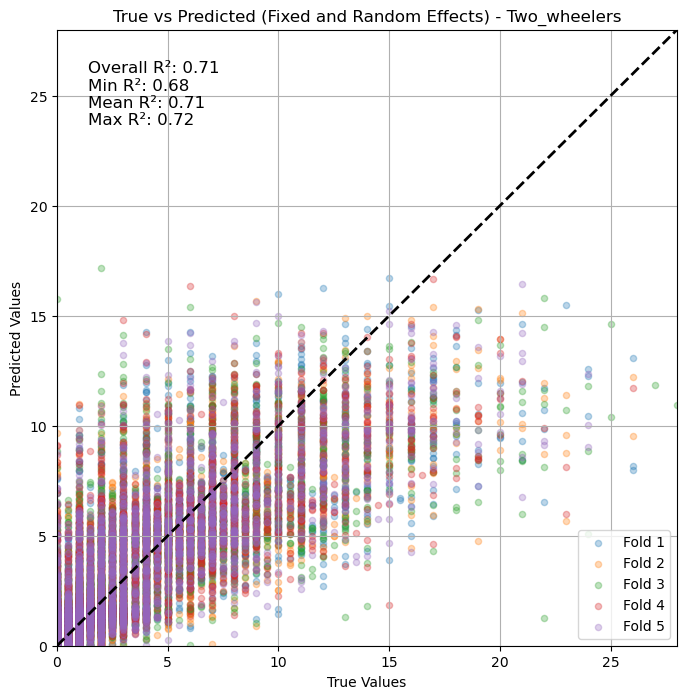 True vs Predicted (Fixed and Random Effects) - Two_wheelers
Overall R²: 0.71
Min R²: 0.68
Mean R²: 0.71
Max R²: 0.72
25
20
15
10
5
0
Predicted Values
Fold 1
Fold 2
Fold 3
Fold 4
Fold 5
0 5 10 15 20 25
True Values